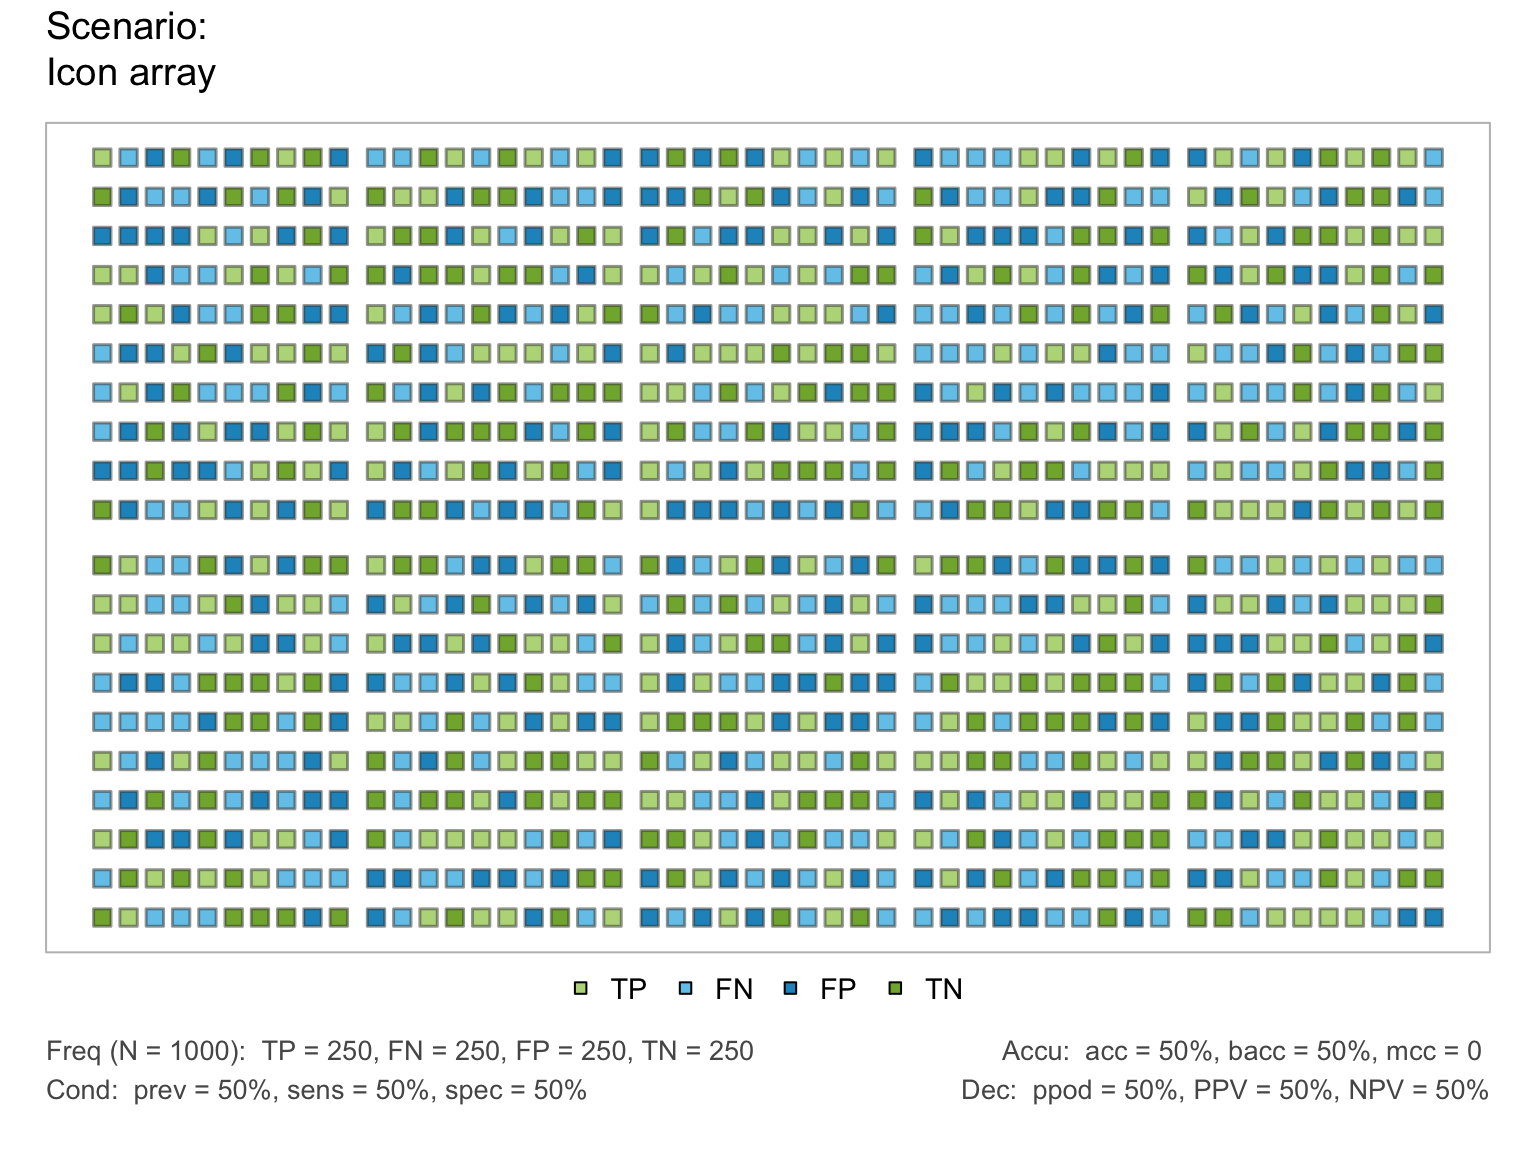 Scenario:
Icon array
TP FN FP TN
Freq (N = 1000):  TP = 250, FN = 250, FP = 250, TN = 250
Accu:  acc = 50%, bacc = 50%, mcc = 0
Cond:  prev = 50%, sens = 50%, spec = 50%
Dec:  ppod = 50%, PPV = 50%, NPV = 50%